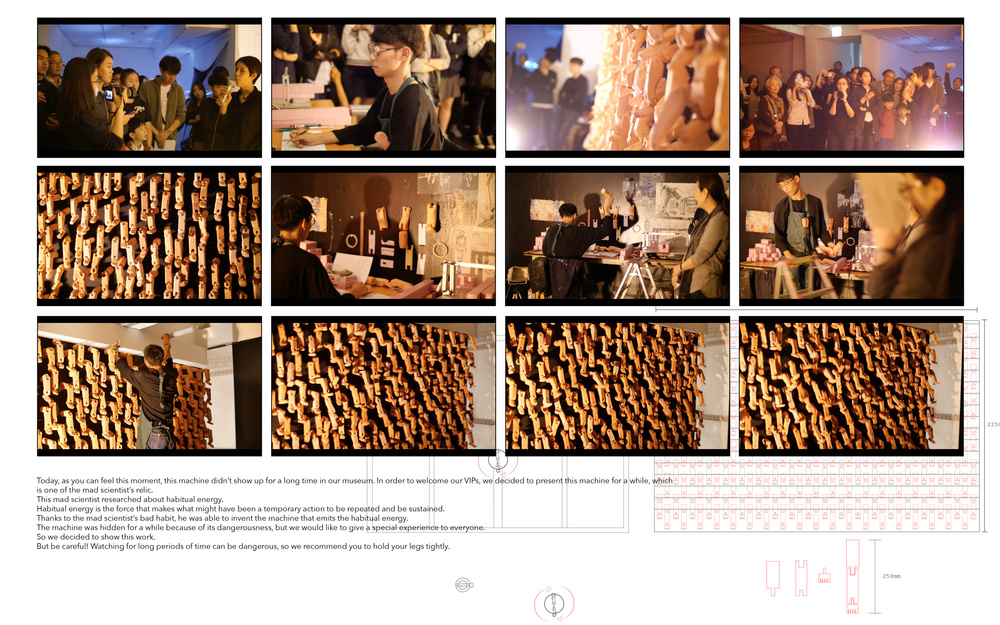 Today, as you can feel this moment, this machine didn't show up for a long time in our museum. In order to welcome our VIPs, we decided to present this machine for a while, which
is one of the mad scientist's relic.
This mad scientist researched about habitual energy.
Habitual energy is the force that makes what might have been a temporary action to be repeated and be sustained.
Thanks to the mad scientist's bad habit, he was able to invent the machine that emits the habitual energy.
The machine was hidden for a while because of its dangerousness, but we would like to give a special experience to everyone.
So we decided to show this work.
But be careful! Watching for long periods of time can be dangerous, so we recommend you to hold your legs tightly.
250mm